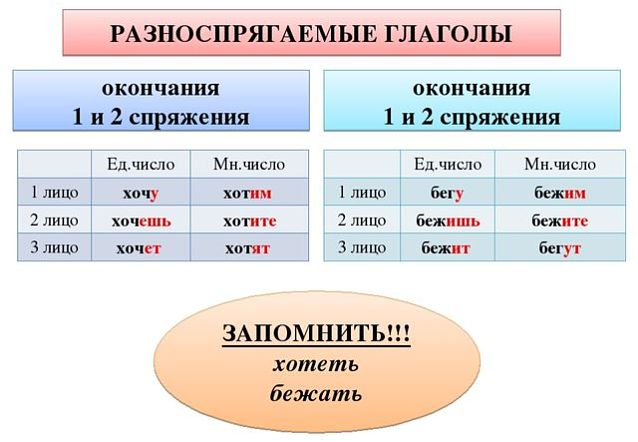 РАЗНОСПРЯГАЕМЫЕ ГЛАГОЛЫ
окончания
1 и 2 спряжения
Ед.число Мн.число
1 лицо хочу хотим
2 лицо хочешь хотите
3 лицо хочет хотят
окончания
1 и 2 спряжения
Ед.число Мн.число
1 лицо бегу бежим
2 лицо бежишь бежите
3 лицо бежит бегут
ЗАПОМНИТЬ!!!
хотеть
бежать